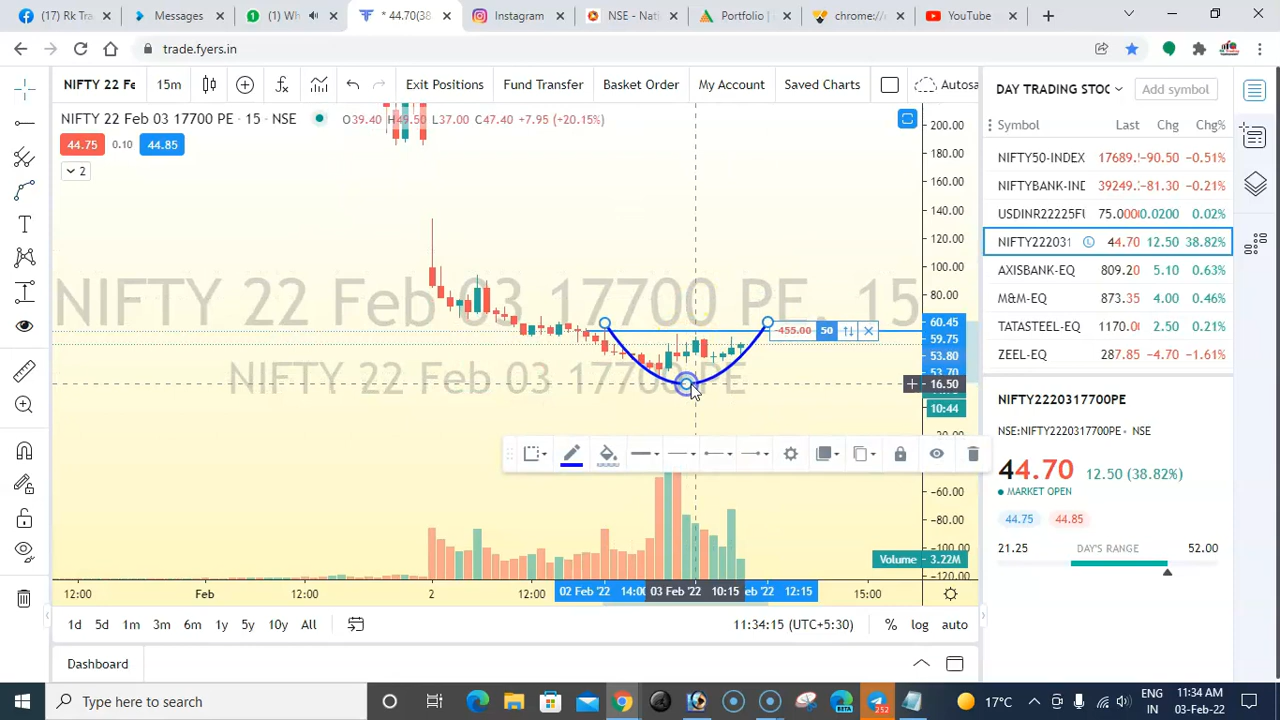 (17) Rk Tra
Messages
(1) Wh
* 44.70(38
Instagram
NSE - Nati
Portfolio |
chrome://
YouTube
trade.fyers.in
NIFTY 22 Fe
15m
Exit Positions
Fund Transfer
Basket Order
My Account
Saved Charts
Autosa
NIFTY 22 Feb 03 17700 PE · 15 · NSE
O39.40 H49.50 L37.00 C47.40 +7.95 (+20.15%)
44.75
0.10
44.85
2
NIFTY 22 Feb 03 17700 PE, 15
NIFTY 22 Feb 03 17700 PE
-455.00
50
200.00
180.00
160.00
140.00
120.00
100.00
80.00
60.45
59.75
53.80
53.70
16.50
10:44
-60.00
-80.00
-100.00
-120.00
Volume
3.22M
12:00
Feb
12:00
2
12:00
02 Feb '22
14:00
03 Feb '22
10:15
eb '22
12:15
15:00
1d
5d
1m
3m
6m
1y
5y
10y
All
11:34:15 (UTC+5:30)
%
log
auto
Dashboard
DAY TRADING STOC
Add symbol
Symbol
Last
Chg
Chg%
NIFTY50-INDEX
17689.
-90.50
-0.51%
NIFTYBANK-IND
39249.
-81.30
-0.21%
USDINR22225FU
75.000
0.0200
0.02%
NIFTY222031
44.70
12.50
38.82%
AXISBANK-EQ
809.20
5.10
0.63%
M&M-EQ
873.35
4.00
0.46%
TATASTEEL-EQ
1170.0
2.50
0.21%
ZEEL-EQ
287.85
-4.70
-1.61%
NIFTY2220317700PE
NSE:NIFTY2220317700PE • NSE
44.70
12.50 (38.82%)
MARKET OPEN
44.75
44.85
21.25
DAY'S RANGE
52.00
Type here to search
252
17°C
ENG
IN
11:34 AM
03-Feb-22